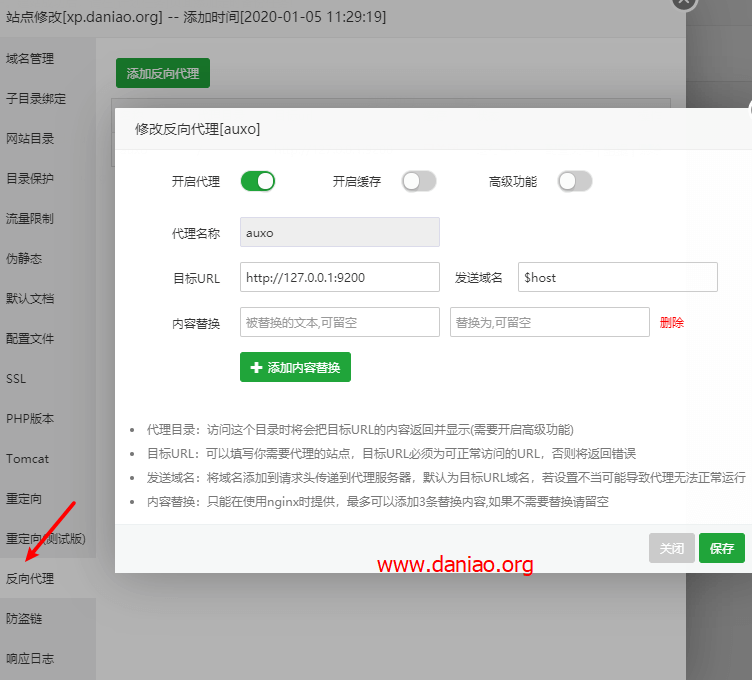 站点修改[xp.daniao.org] -- 添加时间[2020-01-05 11:29:19]
域名管理
子目录绑定
网站目录
目录保护
流量限制
伪静态
默认文档
配置文件
SSL
PHP版本
Tomcat
重定向
重定向(测试版)
反向代理
防盗链
响应日志
添加反向代理
修改反向代理[auxo]
开启代理 开启缓存 高级功能
代理名称 auxo
目标URL http://127.0.0.1:9200 发送域名 $host
内容替换 被替换的文本,可留空 替换为,可留空 删除
添加内容替换
代理目录：访问这个目录时将会把目标URL的内容返回并显示(需要开启高级功能)
目标URL：可以填写你需要代理的站点，目标URL必须为可正常访问的URL，否则将返回错误
发送域名：将域名添加到请求头传递到代理服务器，默认为目标URL域名，若设置不当可能导致代理无法正常运行
内容替换：只能在使用nginx时提供，最多可以添加3条替换内容,如果不需要替换请留空
关闭 保存
www.daniao.org